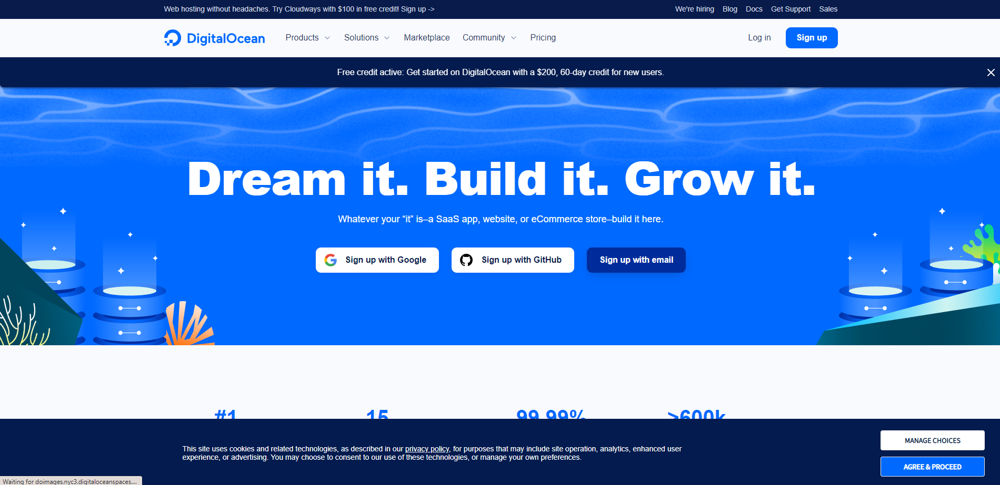 Web hosting without headaches. Try Cloudways with $100 in free credit! Sign up ->
We're hiring Blog Docs Get Support Sales
DigitalOcean Products Solutions Marketplace Community Pricing Log in Sign up
Free credit active: Get started on DigitalOcean with a $200, 60-day credit for new users.
Dream it. Build it. Grow it.
Whatever your “it” is–a SaaS app, website, or eCommerce store–build it here.
Sign up with Google Sign up with GitHub Sign up with email
#1 15 99.99% >600k
This site uses cookies and related technologies, as described in our privacy policy, for purposes that may include site operation, analytics, enhanced user
experience, or advertising. You may choose to consent to our use of these technologies, or manage your own preferences.
MANAGE CHOICES
AGREE & PROCEED
Waiting for doimages.nyc3.digitaloceanspaces....